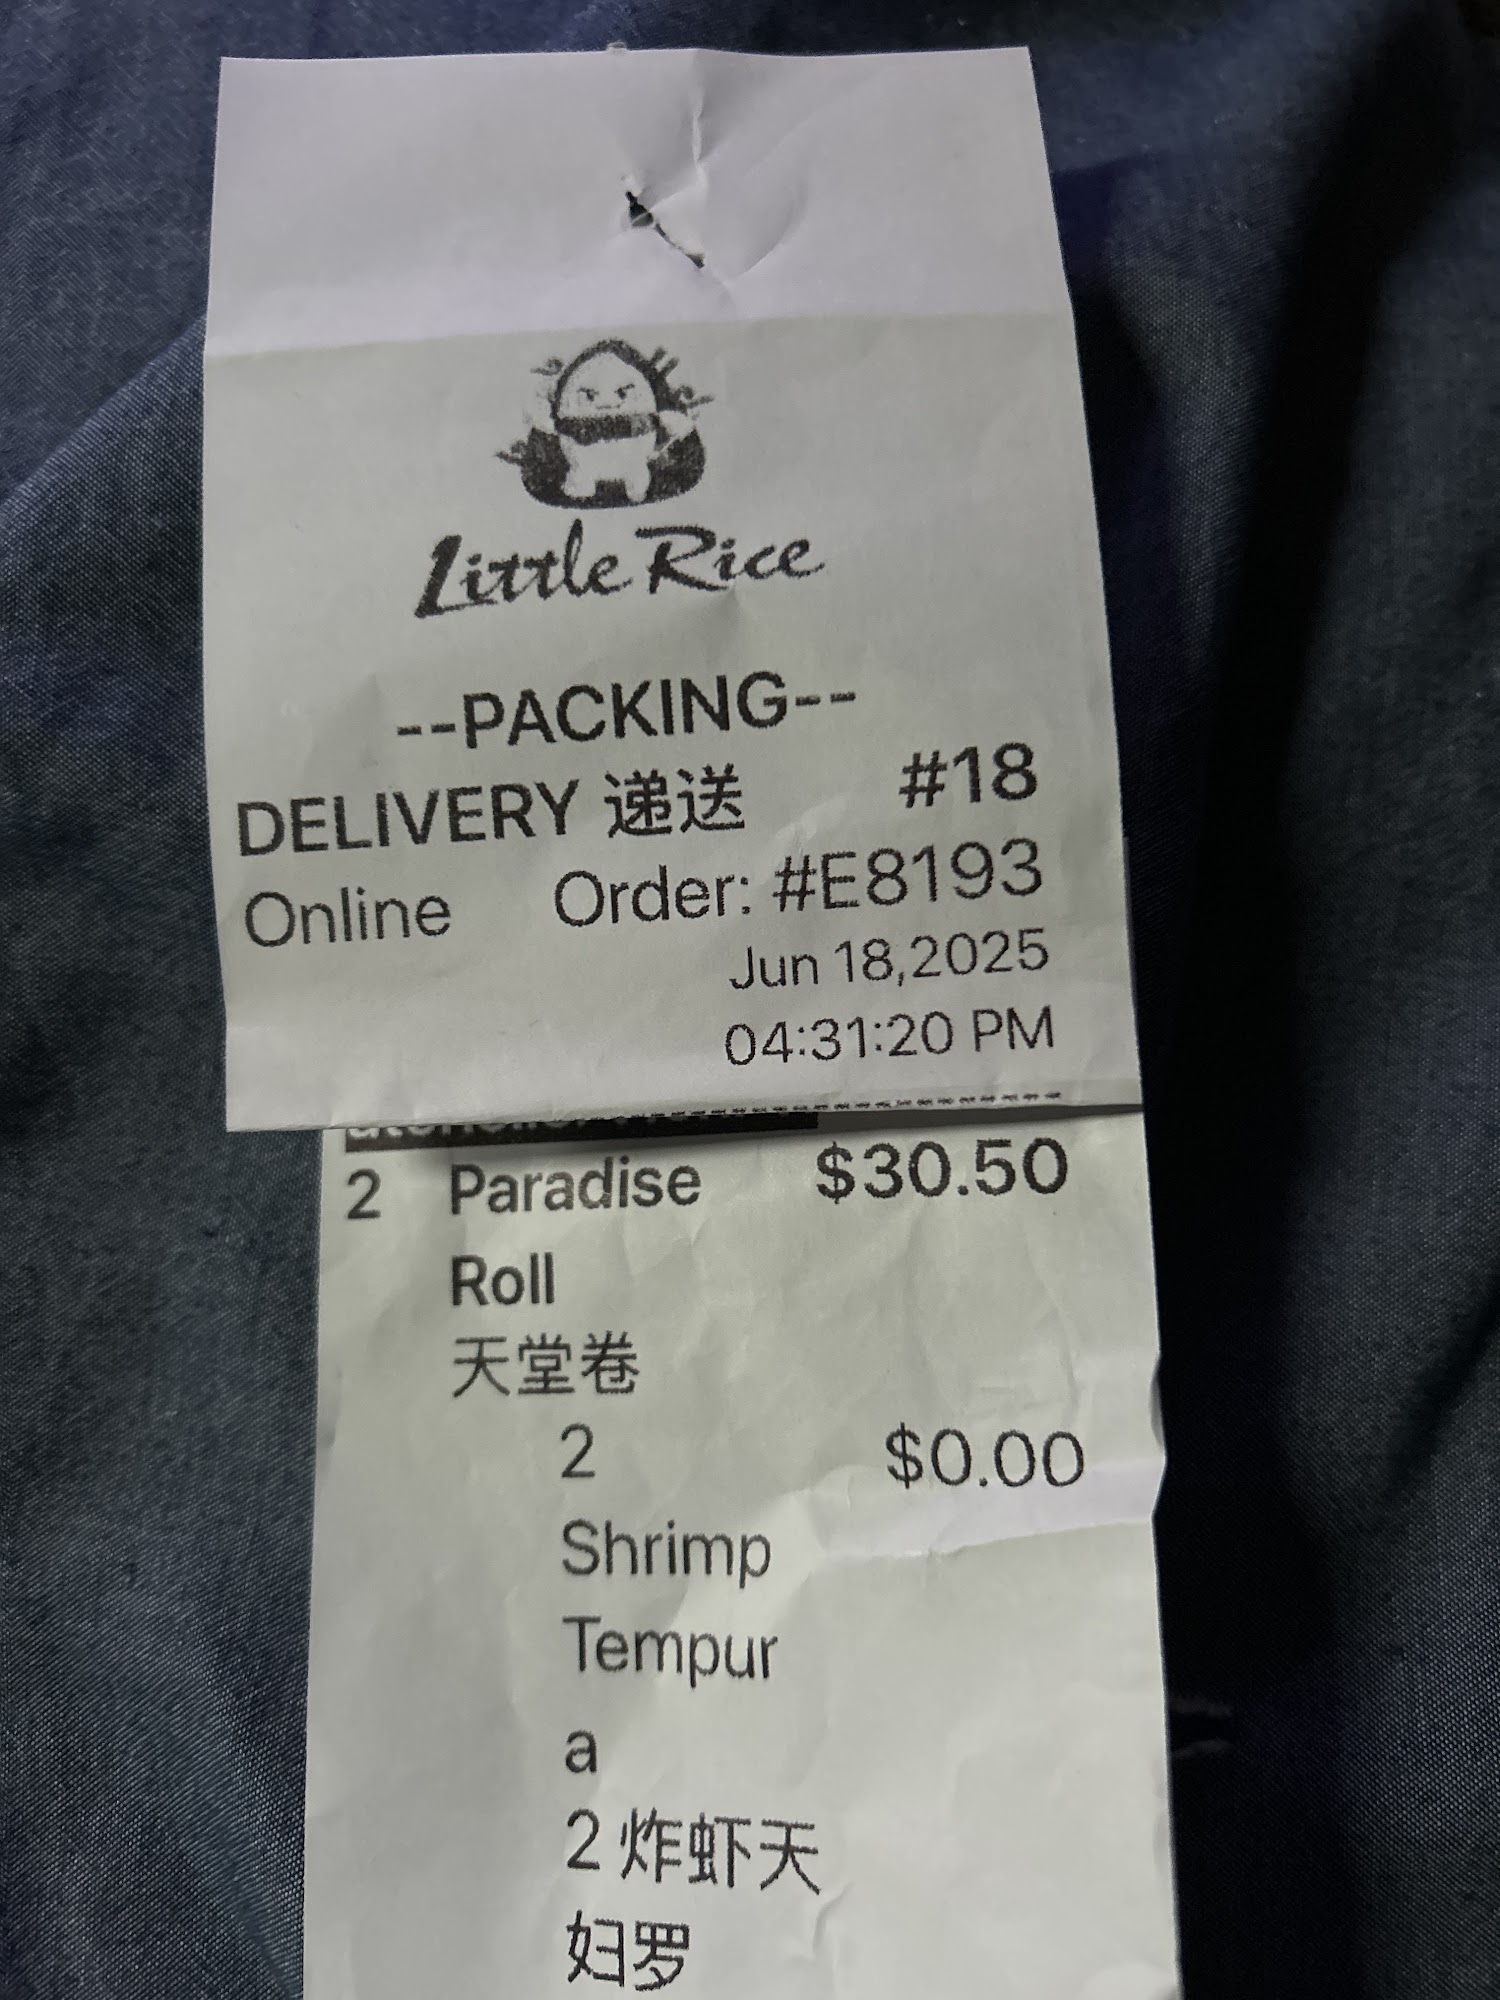 Little Rice
--PACKING--
DELIVERY 递送 #18
Online Order: #E8193
Jun 18,2025
04:31:20 PM
2 Paradise $30.50
Roll
天堂卷
2 $0.00
Shrimp
Tempur
a
2 炸虾天
妇罗